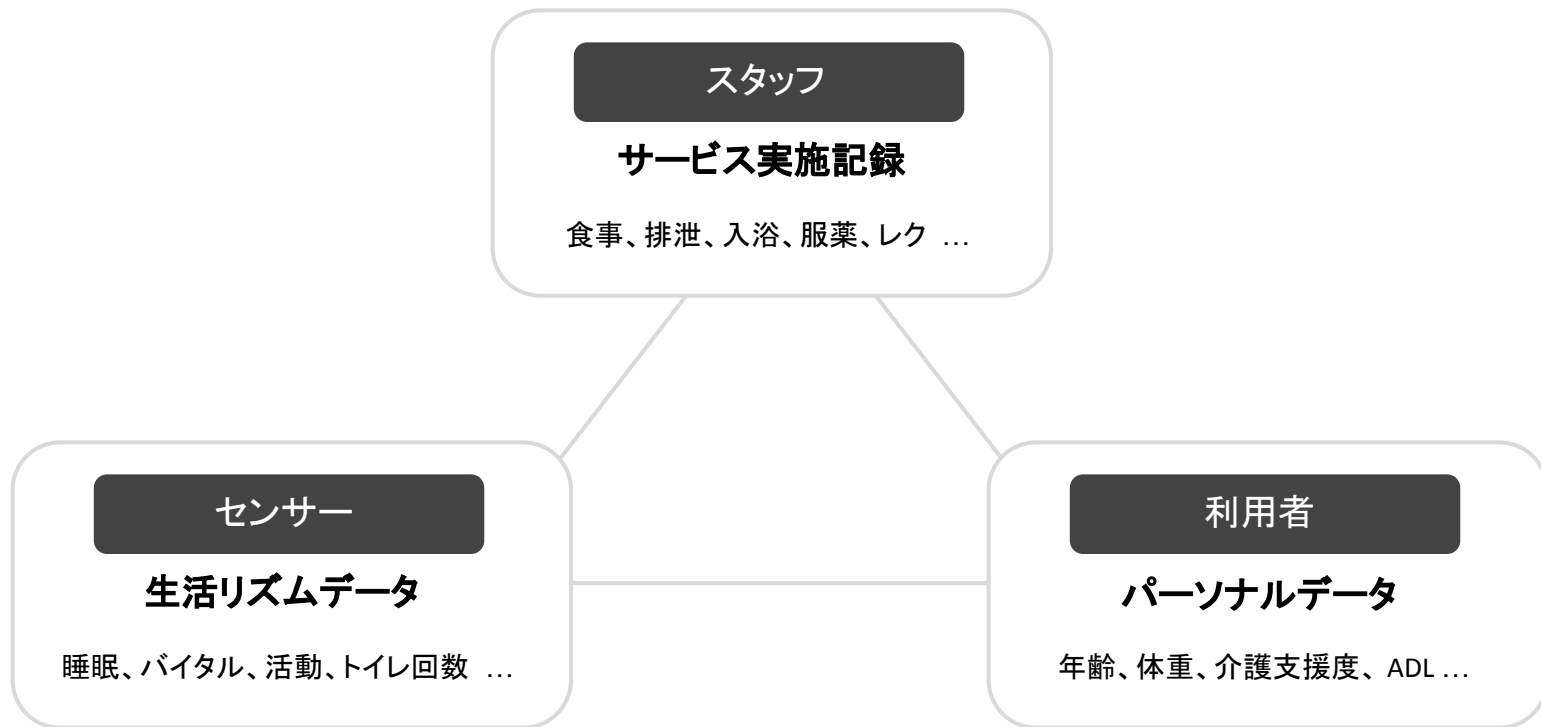 スタッフ
サービス実施記録
食事、排泄、入浴、服薬、レク …
センサー
生活リズムデータ
睡眠、バイタル、活動、トイレ回数 …
利用者
パーソナルデータ
年齢、体重、介護支援度、 ADL …